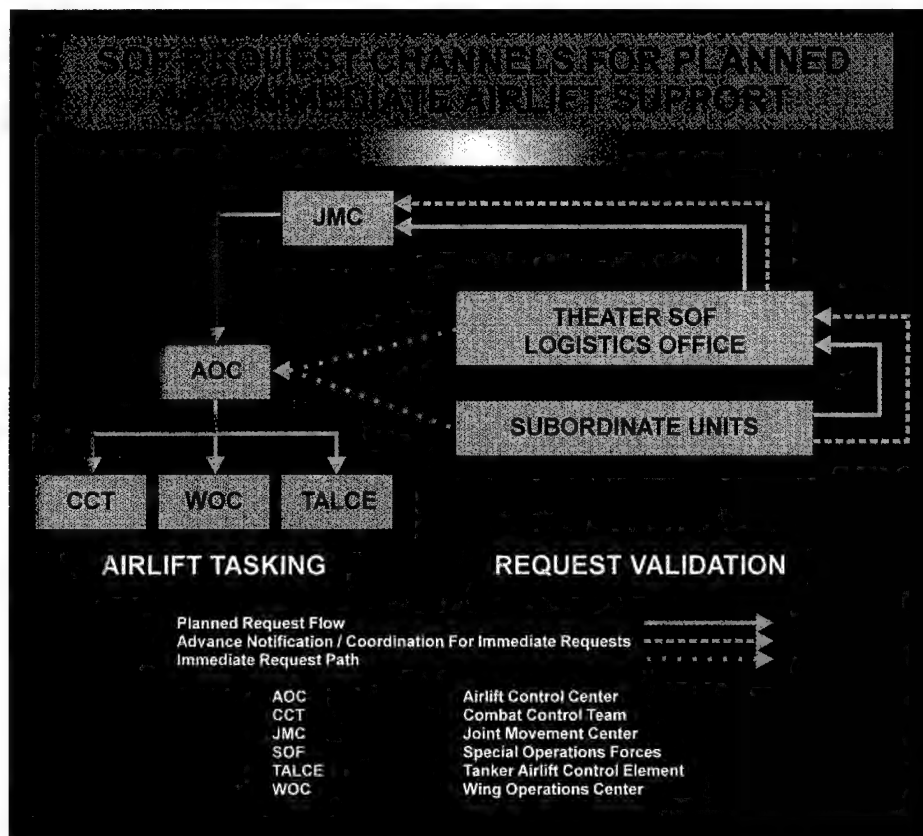 SOF REQUEST CHANNELS FOR PLANNED
AND IMMEDIATE AIRLIFT SUPPORT
JMC
THEATER SOF
LOGISTICS OFFICE
AOC
SUBORDINATE UNITS
CCT WOC TALCE
AIRLIFT TASKING REQUEST VALIDATION
Planned Request Flow
Advance Notification / Coordination For Immediate Requests
Immediate Request Path
AOC Airlift Control Center
CCT Combat Control Team
JMC Joint Movement Center
SOF Special Operations Forces
TALCE Tanker Airlift Control Element
WOC Wing Operations Center